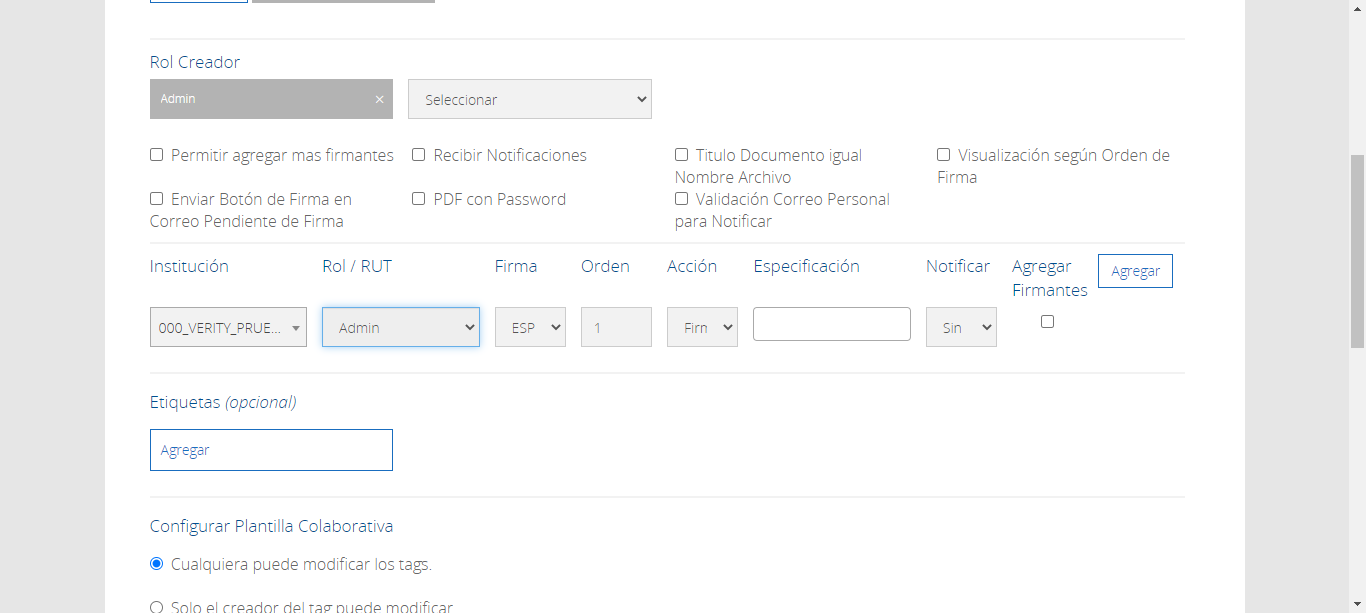 Rol Creador
Admin ×
Seleccionar
Permitir agregar mas firmantes
Recibir Notificaciones
Titulo Documento igual
Nombre Archivo
Visualización según Orden de
Firma
Enviar Botón de Firma en
Correo Pendiente de Firma
PDF con Password
Validación Correo Personal
para Notificar
Institución
Rol / RUT
Firma
Orden
Acción
Especificación
Notificar
Agregar
Firmantes
Agregar
000_VERITY_PRUE...
Admin
ESP
1
Firn
Sin
Etiquetas (opcional)
Agregar
Configurar Plantilla Colaborativa
Cualquiera puede modificar los tags.
Solo el creador del tag puede modificar